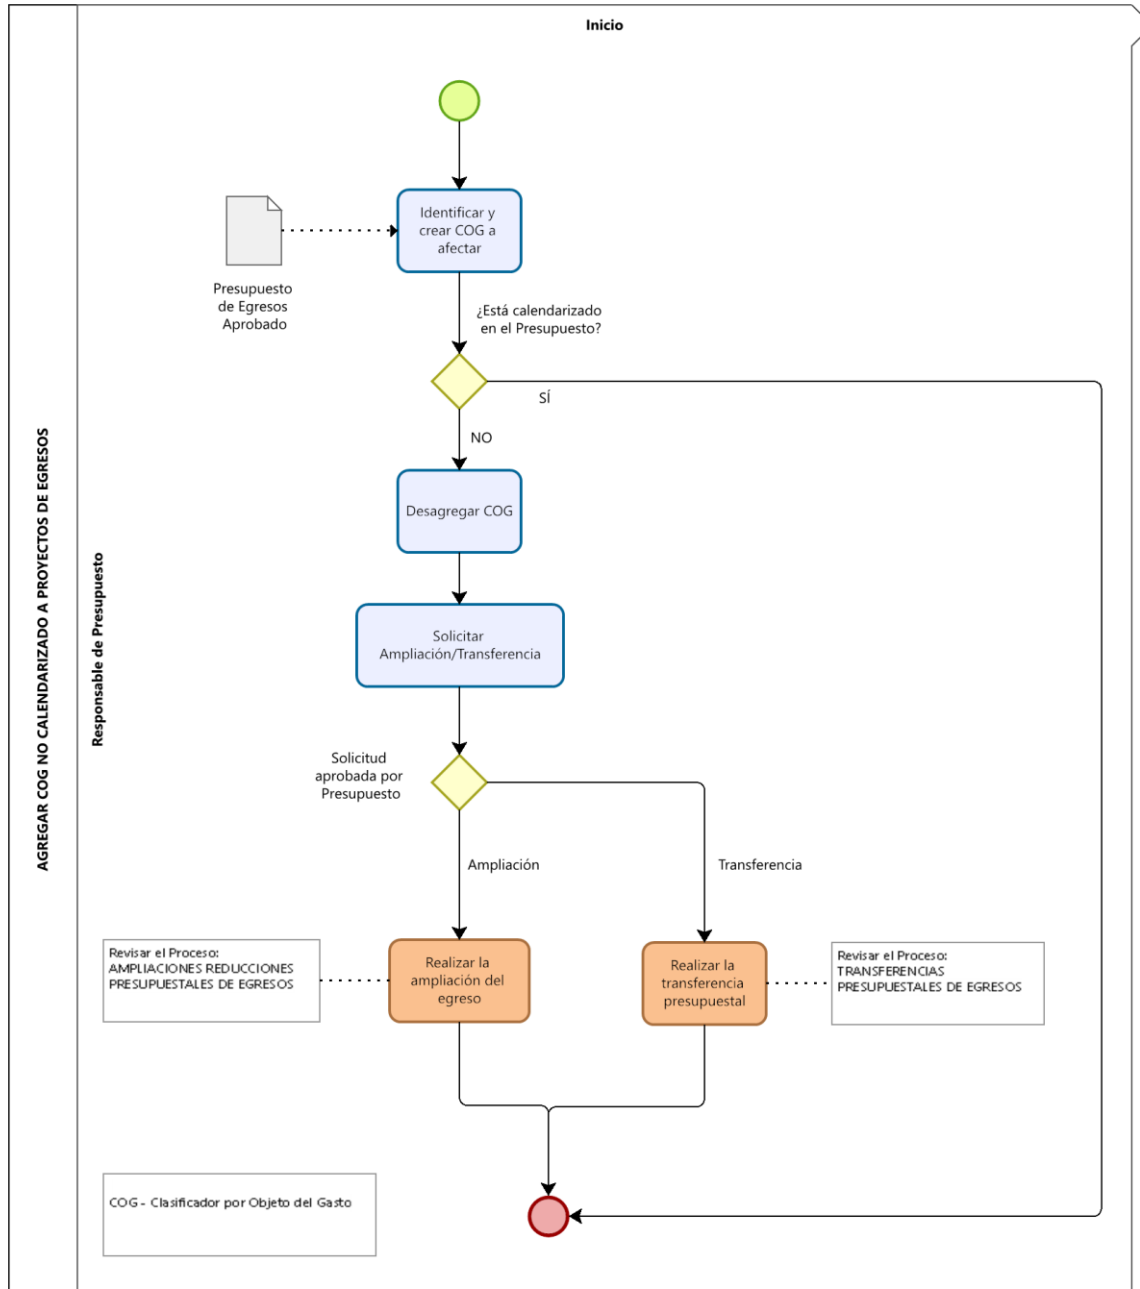 Inicio
AGREGAR COG NO CALENDARIZADO A PROYECTOS DE EGRESOS
Responsable de Presupuesto
Identificar y
crear COG a
afectar
Presupuesto
de Egresos
Aprobado
¿Está calendarizado
en el Presupuesto?
SÍ
NO
Desagregar COG
Solicitar
Ampliación/Transferencia
Solicitud
aprobada por
Presupuesto
Ampliación
Transferencia
Revisar el Proceso:
AMPLIACIONES REDUCCIONES
PRESUPUESTALES DE EGRESOS
Realizar la
ampliación del
egreso
Realizar la
transferencia
presupuestal
Revisar el Proceso:
TRANSFERENCIAS
PRESUPUESTALES DE EGRESOS
COG - Clasificador por Objeto del Gasto